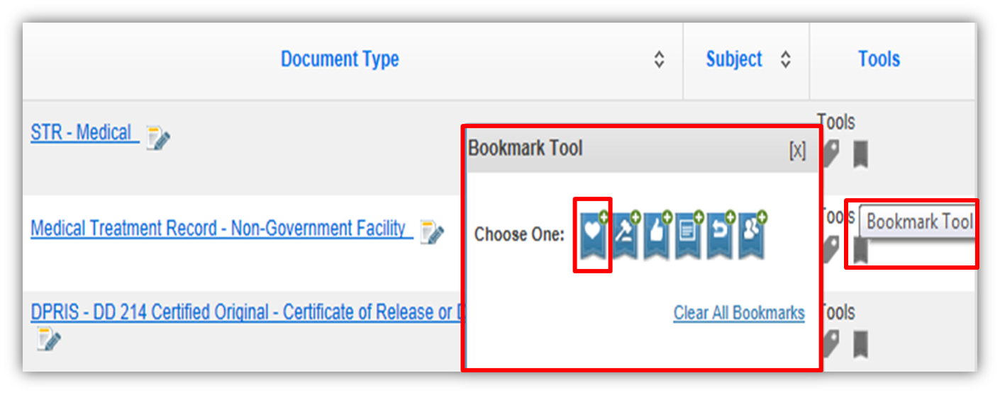 Document Type
Subject
Tools
STR - Medical
Tools
Bookmark Tool
[x]
Choose One:
Clear All Bookmarks
Medical Treatment Record - Non-Government Facility
Tools
Bookmark Tool
DPRIS - DD 214 Certified Original - Certificate of Release or
Tools